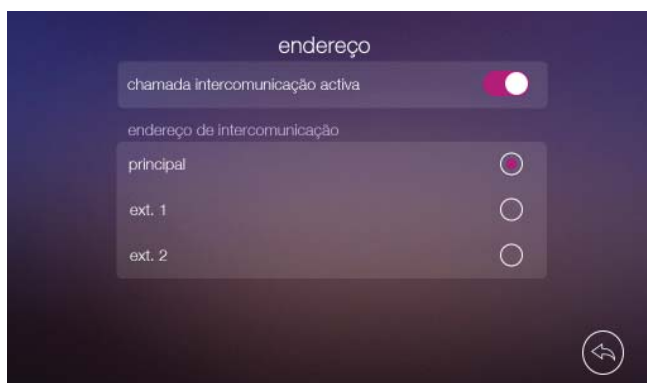 endereço
chamada intercomunicação activa
endereço de intercomunicação
principal
ext. 1
ext. 2